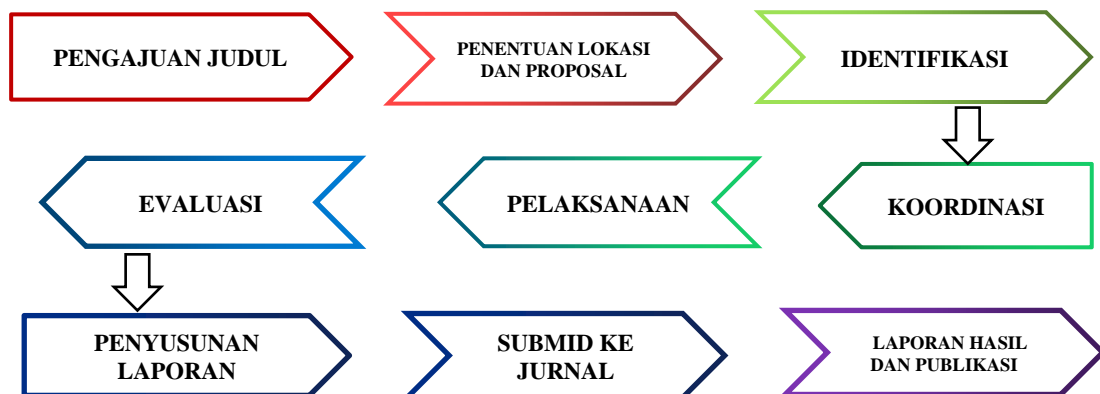 PENGAJUAN JUDUL
PENENTUAN LOKASI
DAN PROPOSAL
IDENTIFIKASI
KOORDINASI
PELAKSANAAN
EVALUASI
PENYUSUNAN
LAPORAN
SUBMID KE
JURNAL
LAPORAN HASIL
DAN PUBLIKASI